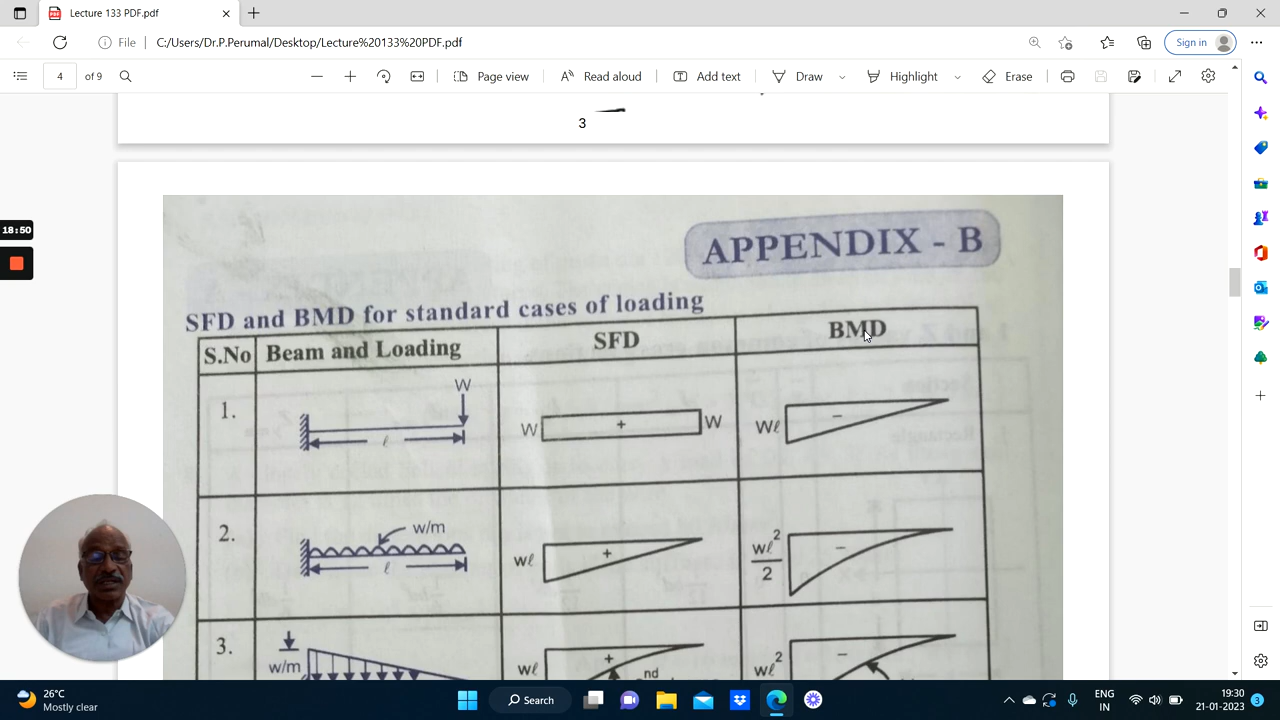 Lecture 133 PDF.pdf
File
C:/Users/Dr.P.Perumal/Desktop/Lecture%20133%20PDF.pdf
Sign in
4
of 9
Page view
Read aloud
Add text
Draw
Highlight
Erase
3
APPENDIX - B
SFD and BMD for standard cases of loading
S.No Beam and Loading SFD BMD
1. W ℓ W + W Wℓ −
2. w/m ℓ wℓ + wℓ²/2 −
3. w/m wℓ + nd wℓ² −
18:50
26°C
Mostly clear
Search
ENG
IN
19:30
21-01-2023
3